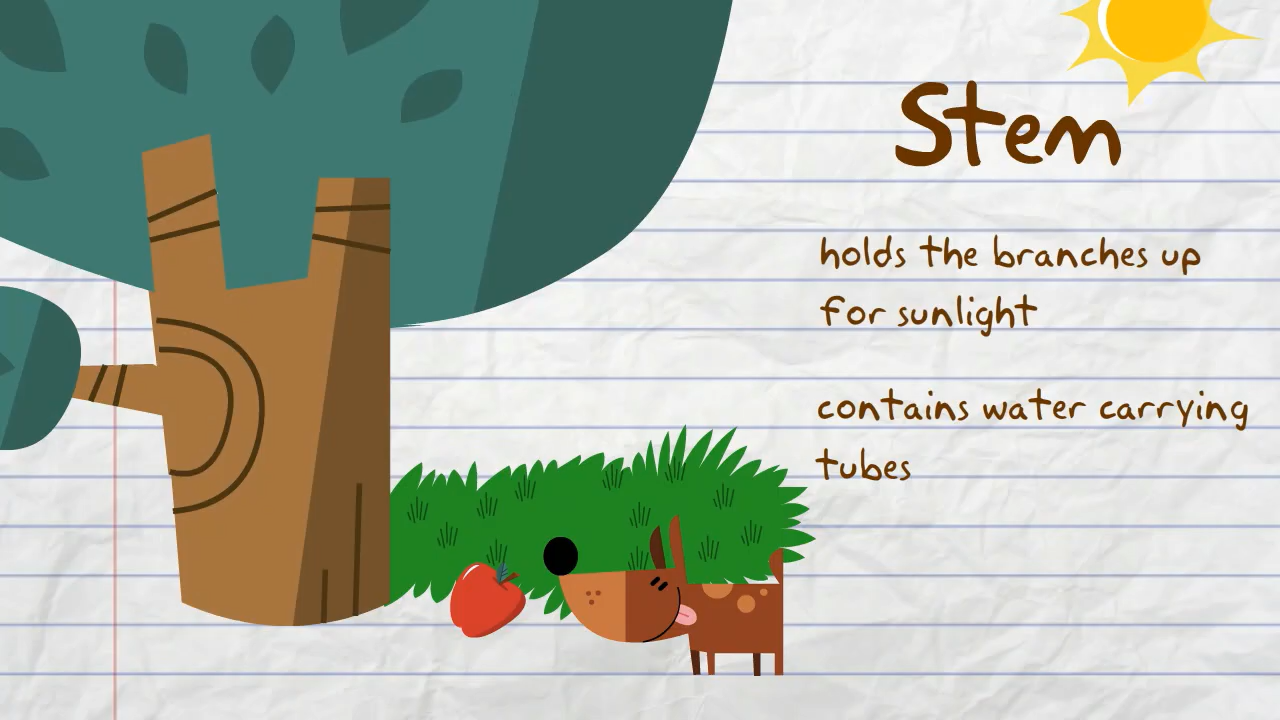 Stem
holds the branches up
for sunlight
contains water carrying
tubes